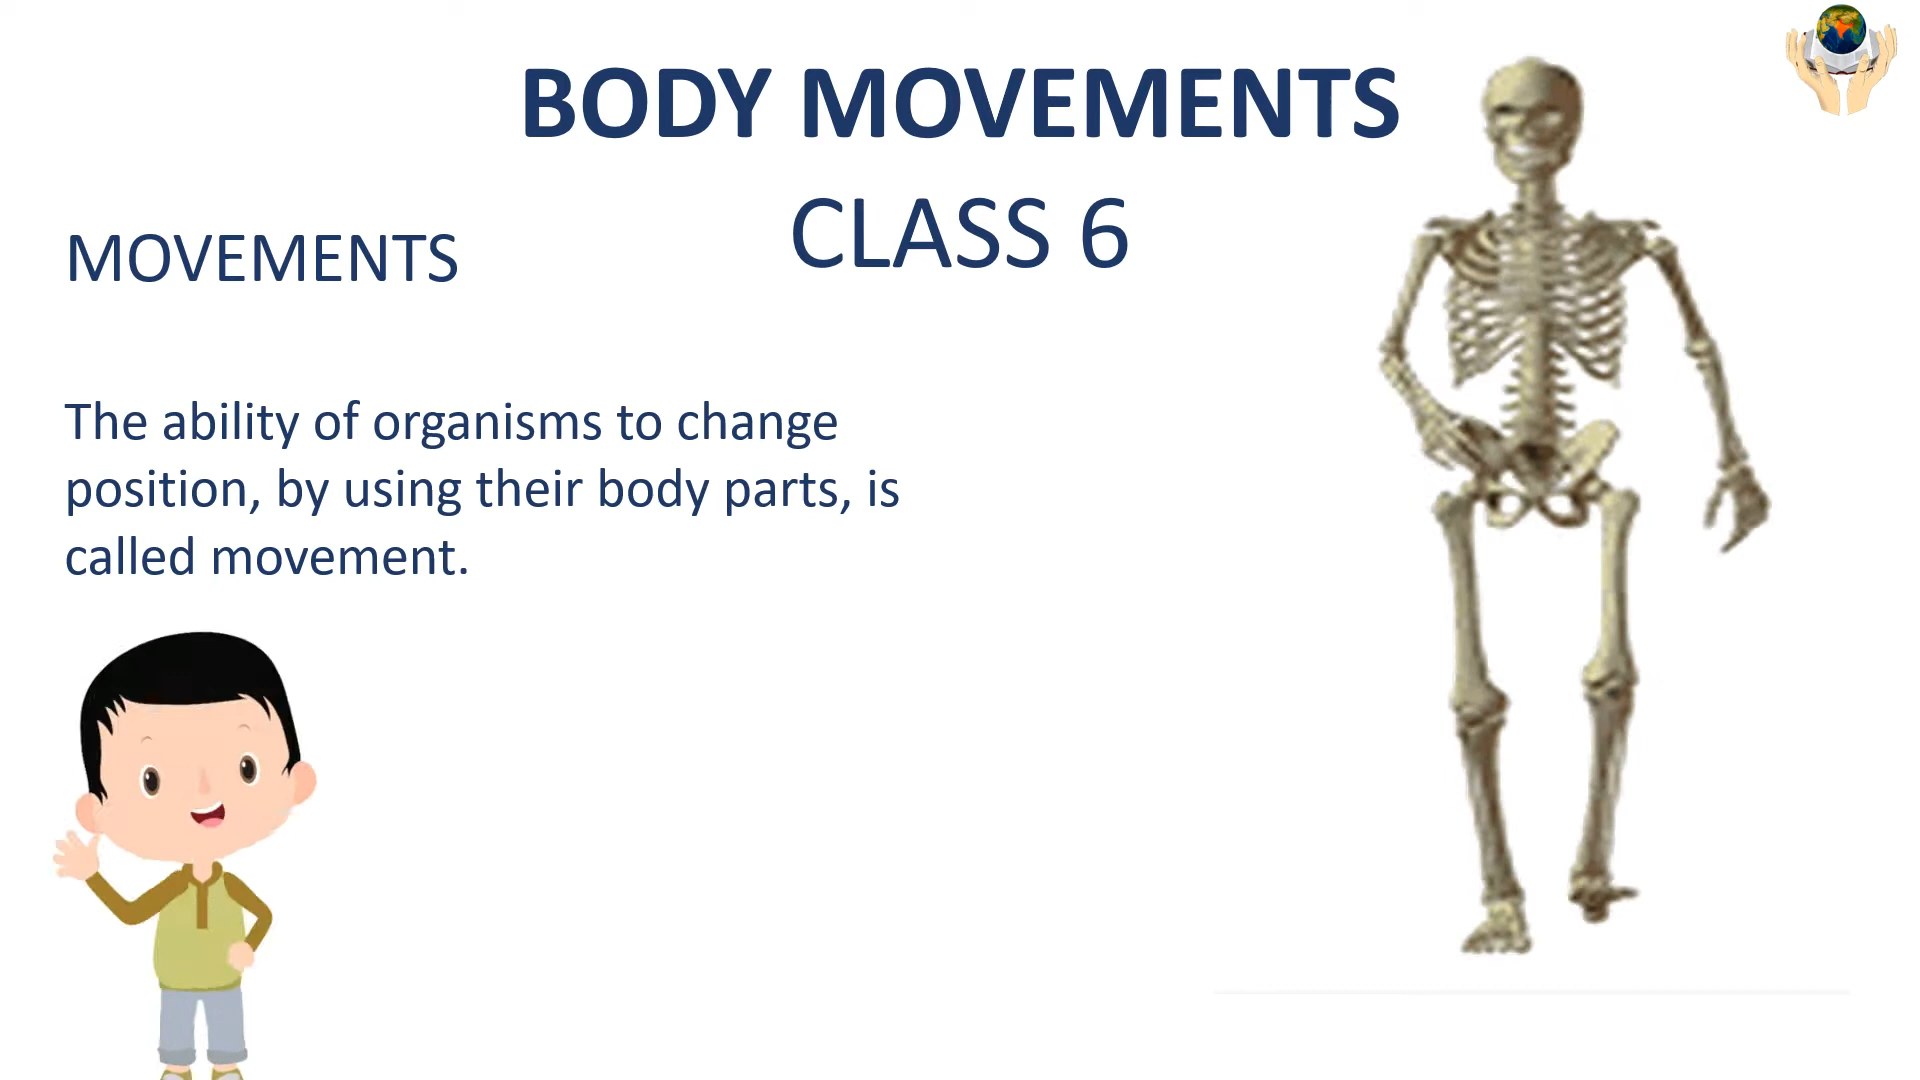 BODY MOVEMENTS
CLASS 6
MOVEMENTS
The ability of organisms to change
position, by using their body parts, is
called movement.